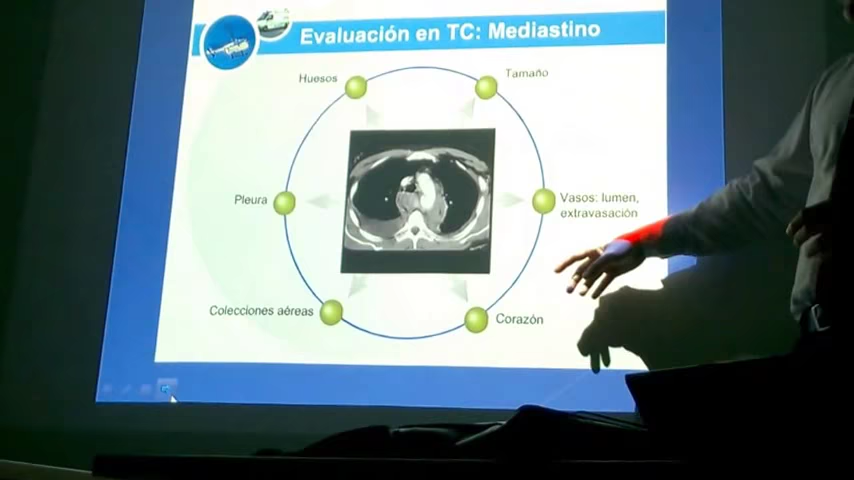 Evaluación en TC: Mediastino
Huesos
Tamaño
Pleura
Vasos: lumen,
extravasación
Colecciones aéreas
Corazón